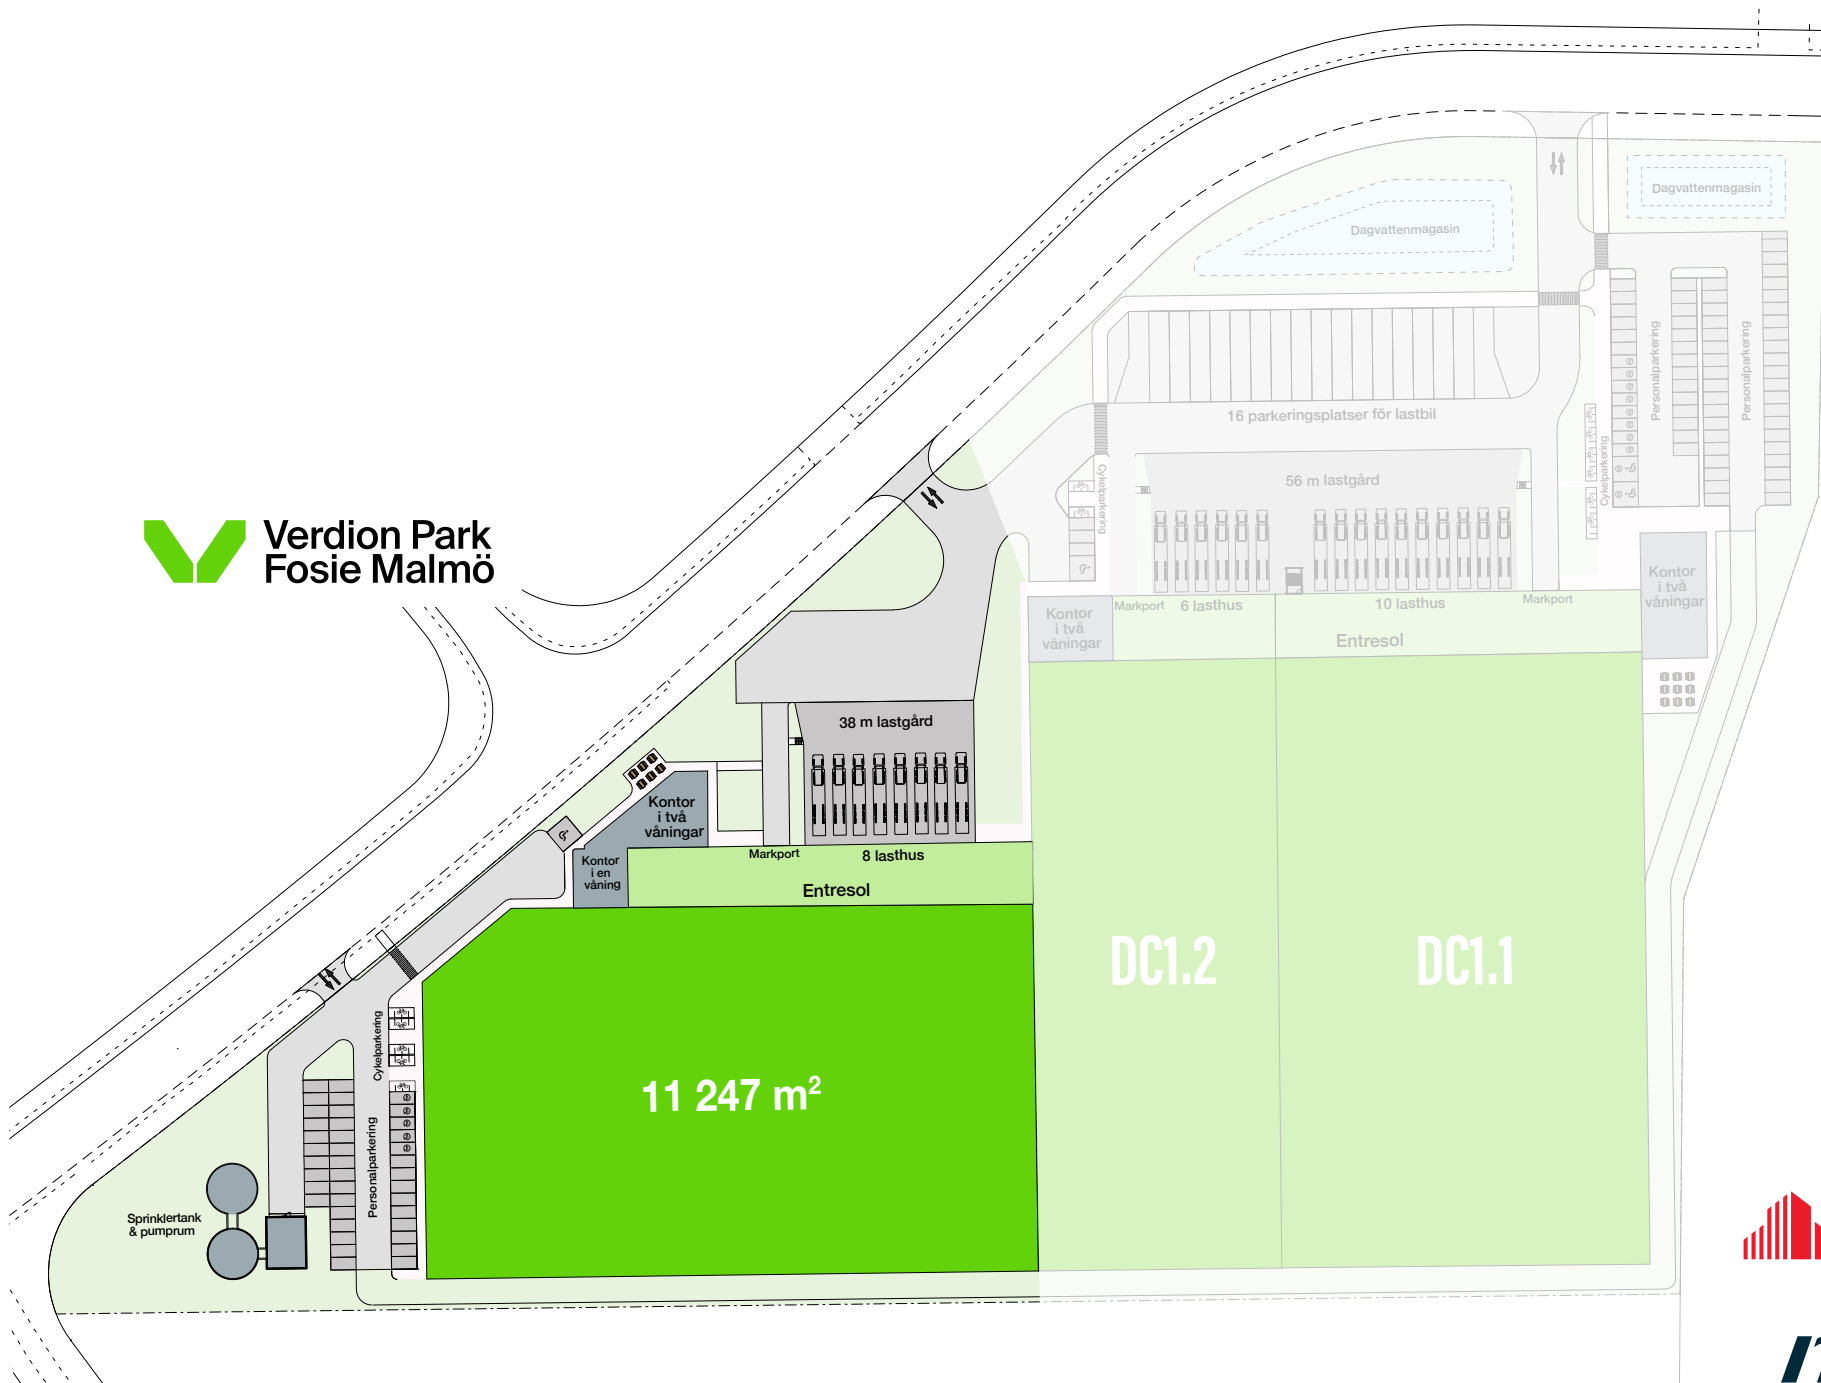 Dagvattenmagasin
Dagvattenmagasin
Personalparkering
Personalparkering
16 parkeringsplatser för lastbil
Cykelparkering
Cykelparkering
56 m lastgård
Verdion Park
Fosie Malmö
Kontor
i två
våningar
Markport
6 lasthus
10 lasthus
Markport
Kontor
i två
våningar
Entresol
38 m lastgård
Kontor
i två
våningar
Markport
8 lasthus
Kontor
i en
våning
Entresol
DC1.2
DC1.1
Cykelparkering
11 247 m²
Personalparkering
Sprinklertank
& pumprum